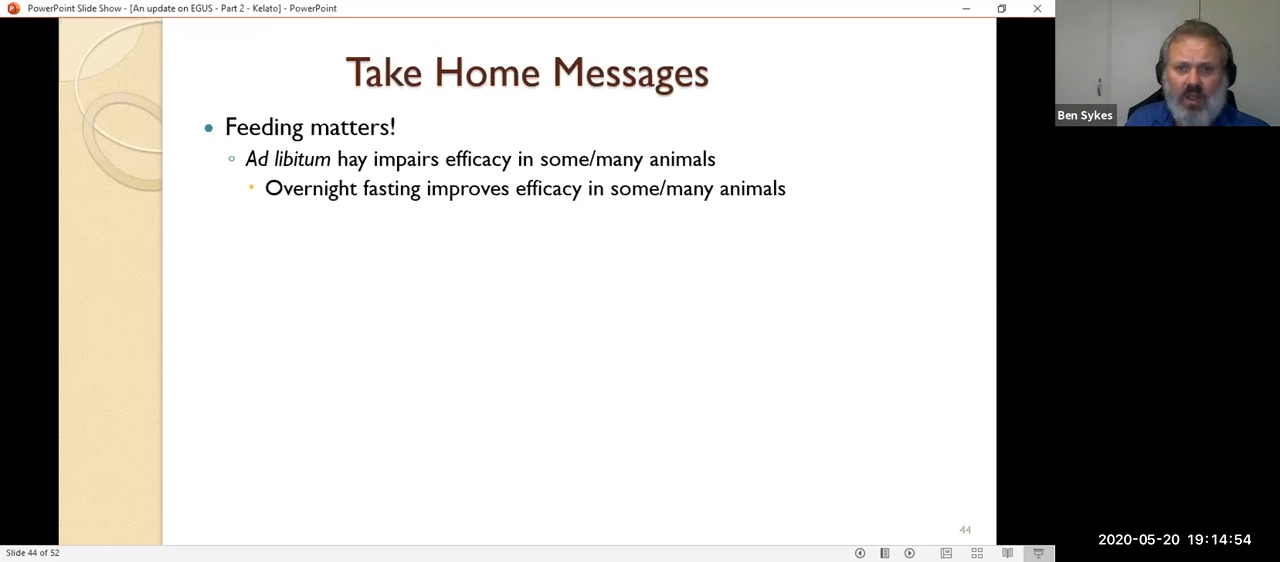 PowerPoint Slide Show - [An update on EGUS - Part 2 - Kelato] - PowerPoint
Take Home Messages
Feeding matters!
Ad libitum hay impairs efficacy in some/many animals
Overnight fasting improves efficacy in some/many animals
44
Slide 44 of 52
Ben Sykes
2020-05-20 19:14:54